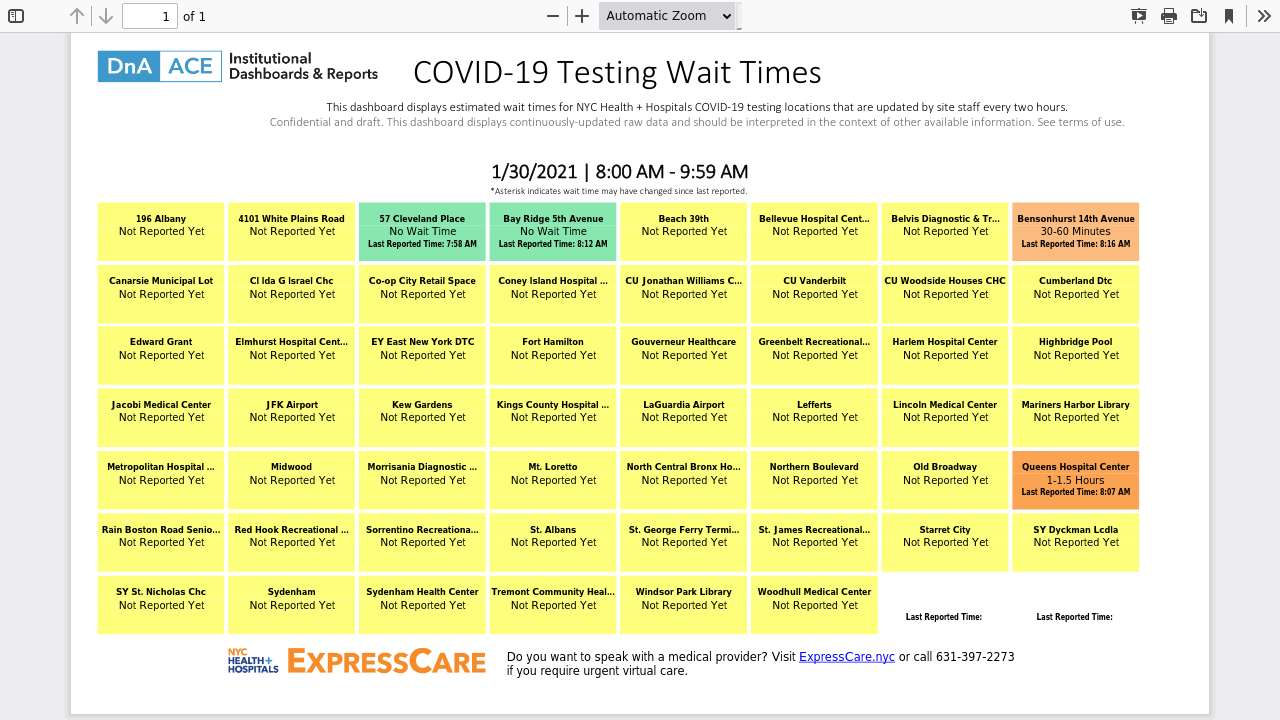 1 of 1 Automatic Zoom
DnA ACE Institutional Dashboards & Reports
COVID-19 Testing Wait Times
This dashboard displays estimated wait times for NYC Health + Hospitals COVID-19 testing locations that are updated by site staff every two hours.
Confidential and draft. This dashboard displays continuously-updated raw data and should be interpreted in the context of other available information. See terms of use.
1/30/2021 | 8:00 AM - 9:59 AM
*Asterisk indicates wait time may have changed since last reported.
196 Albany
Not Reported Yet
4101 White Plains Road
Not Reported Yet
57 Cleveland Place
No Wait Time
Last Reported Time: 7:58 AM
Bay Ridge 5th Avenue
No Wait Time
Last Reported Time: 8:12 AM
Beach 39th
Not Reported Yet
Bellevue Hospital Cent...
Not Reported Yet
Belvis Diagnostic & Tr...
Not Reported Yet
Bensonhurst 14th Avenue
30-60 Minutes
Last Reported Time: 8:16 AM
Canarsie Municipal Lot
Not Reported Yet
CI Ida G Israel Chc
Not Reported Yet
Co-op City Retail Space
Not Reported Yet
Coney Island Hospital ...
Not Reported Yet
CU Jonathan Williams C...
Not Reported Yet
CU Vanderbilt
Not Reported Yet
CU Woodside Houses CHC
Not Reported Yet
Cumberland Dtc
Not Reported Yet
Edward Grant
Not Reported Yet
Elmhurst Hospital Cent...
Not Reported Yet
EY East New York DTC
Not Reported Yet
Fort Hamilton
Not Reported Yet
Gouverneur Healthcare
Not Reported Yet
Greenbelt Recreational...
Not Reported Yet
Harlem Hospital Center
Not Reported Yet
Highbridge Pool
Not Reported Yet
Jacobi Medical Center
Not Reported Yet
JFK Airport
Not Reported Yet
Kew Gardens
Not Reported Yet
Kings County Hospital ...
Not Reported Yet
LaGuardia Airport
Not Reported Yet
Lefferts
Not Reported Yet
Lincoln Medical Center
Not Reported Yet
Mariners Harbor Library
Not Reported Yet
Metropolitan Hospital ...
Not Reported Yet
Midwood
Not Reported Yet
Morrisania Diagnostic ...
Not Reported Yet
Mt. Loretto
Not Reported Yet
North Central Bronx Ho...
Not Reported Yet
Northern Boulevard
Not Reported Yet
Old Broadway
Not Reported Yet
Queens Hospital Center
1-1.5 Hours
Last Reported Time: 8:07 AM
Rain Boston Road Senio...
Not Reported Yet
Red Hook Recreational ...
Not Reported Yet
Sorrentino Recreationa...
Not Reported Yet
St. Albans
Not Reported Yet
St. George Ferry Termi...
Not Reported Yet
St. James Recreational...
Not Reported Yet
Starret City
Not Reported Yet
SY Dyckman Lcdla
Not Reported Yet
SY St. Nicholas Chc
Not Reported Yet
Sydenham
Not Reported Yet
Sydenham Health Center
Not Reported Yet
Tremont Community Heal...
Not Reported Yet
Windsor Park Library
Not Reported Yet
Woodhull Medical Center
Not Reported Yet
Last Reported Time:
Last Reported Time:
NYC HEALTH+ HOSPITALS
EXPRESSCARE
Do you want to speak with a medical provider? Visit ExpressCare.nyc or call 631-397-2273
if you require urgent virtual care.